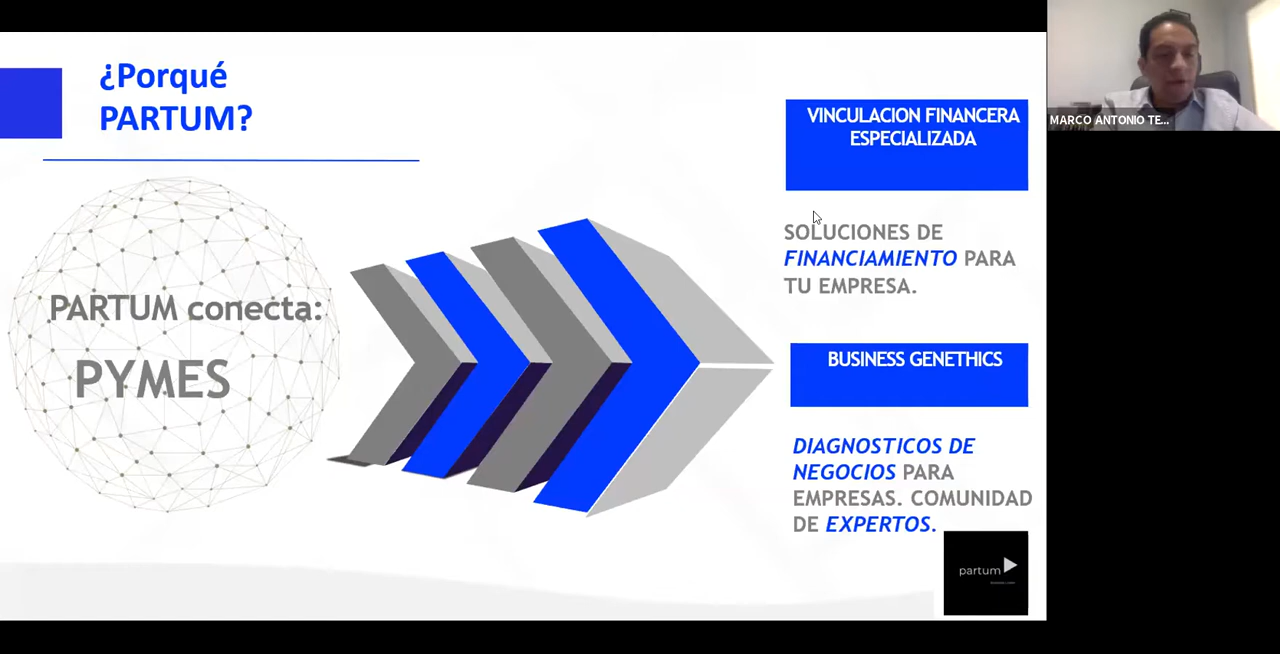 ¿Porqué
PARTUM?
PARTUM conecta:
PYMES
VINCULACION FINANCERA
ESPECIALIZADA
SOLUCIONES DE
FINANCIAMIENTO PARA
TU EMPRESA.
BUSINESS GENETHICS
DIAGNOSTICOS DE
NEGOCIOS PARA
EMPRESAS. COMUNIDAD
DE EXPERTOS.
partum
MARCO ANTONIO TE...